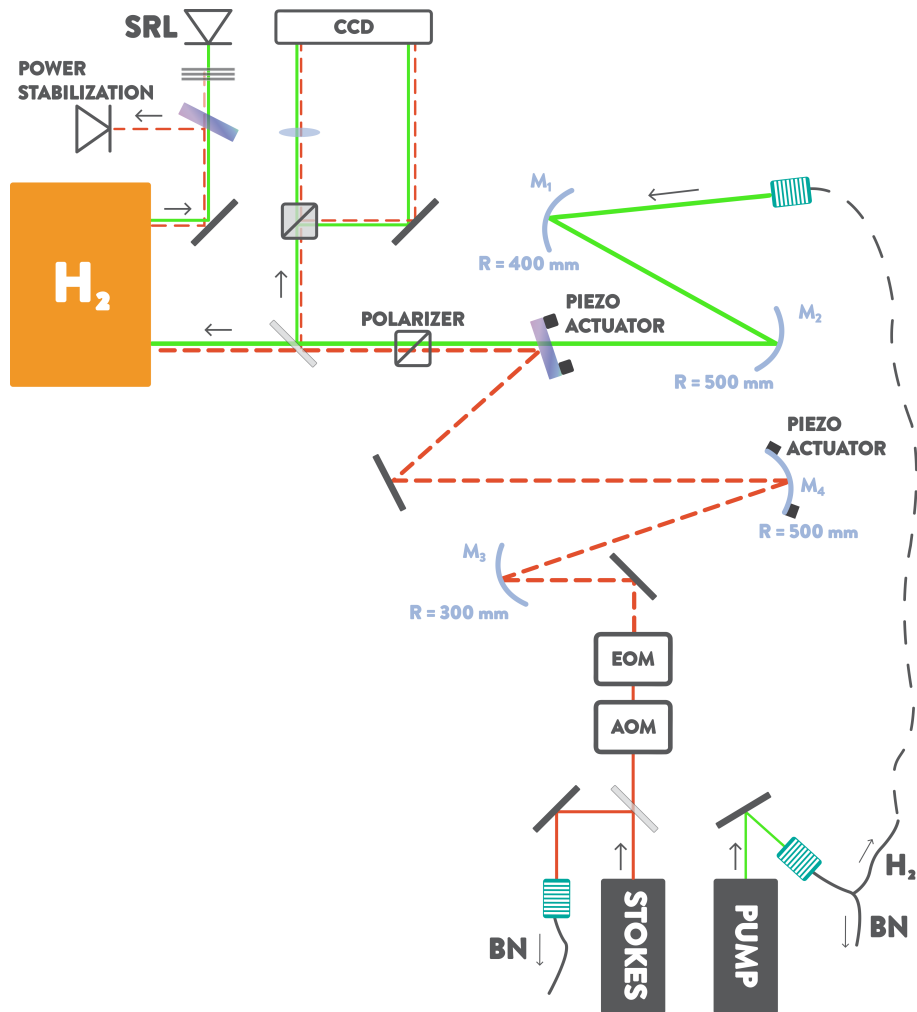 SRL
CCD
POWER
STABILIZATION
M₁
R = 400 mm
H₂
POLARIZER
PIEZO
ACTUATOR
M₂
R = 500 mm
PIEZO
ACTUATOR
M₄
R = 500 mm
M₃
R = 300 mm
EOM
AOM
STOKES
PUMP
H₂
BN
BN